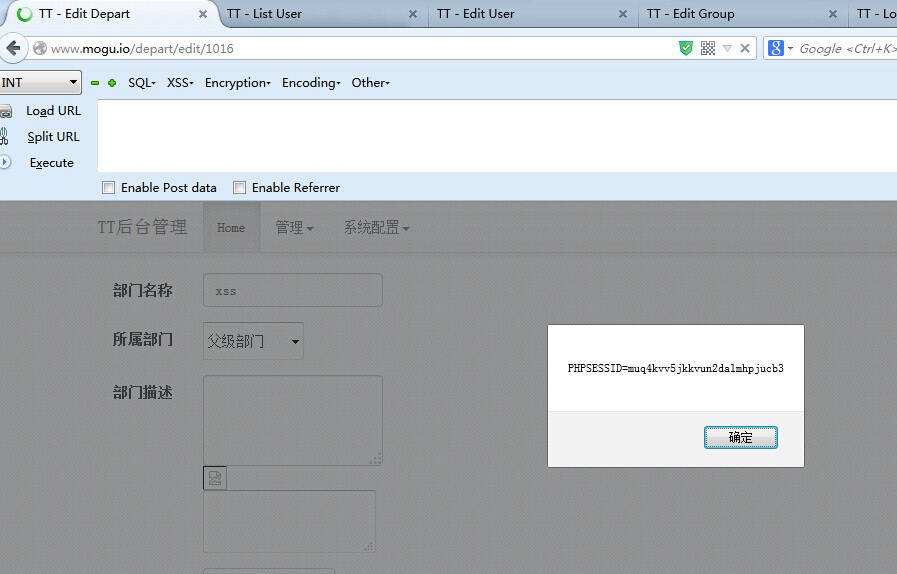 TT - Edit Depart
TT - List User
TT - Edit User
TT - Edit Group
TT - Lo
www.mogu.io/depart/edit/1016
Google <Ctrl+K>
INT
SQL
XSS
Encryption
Encoding
Other
Load URL
Split URL
Execute
Enable Post data
Enable Referrer
TT后台管理
Home
管理
系统配置
部门名称
xss
所属部门
父级部门
部门描述
PHPSESSID=muq4kvv5jkkvun2dalmhpjucb3
确定